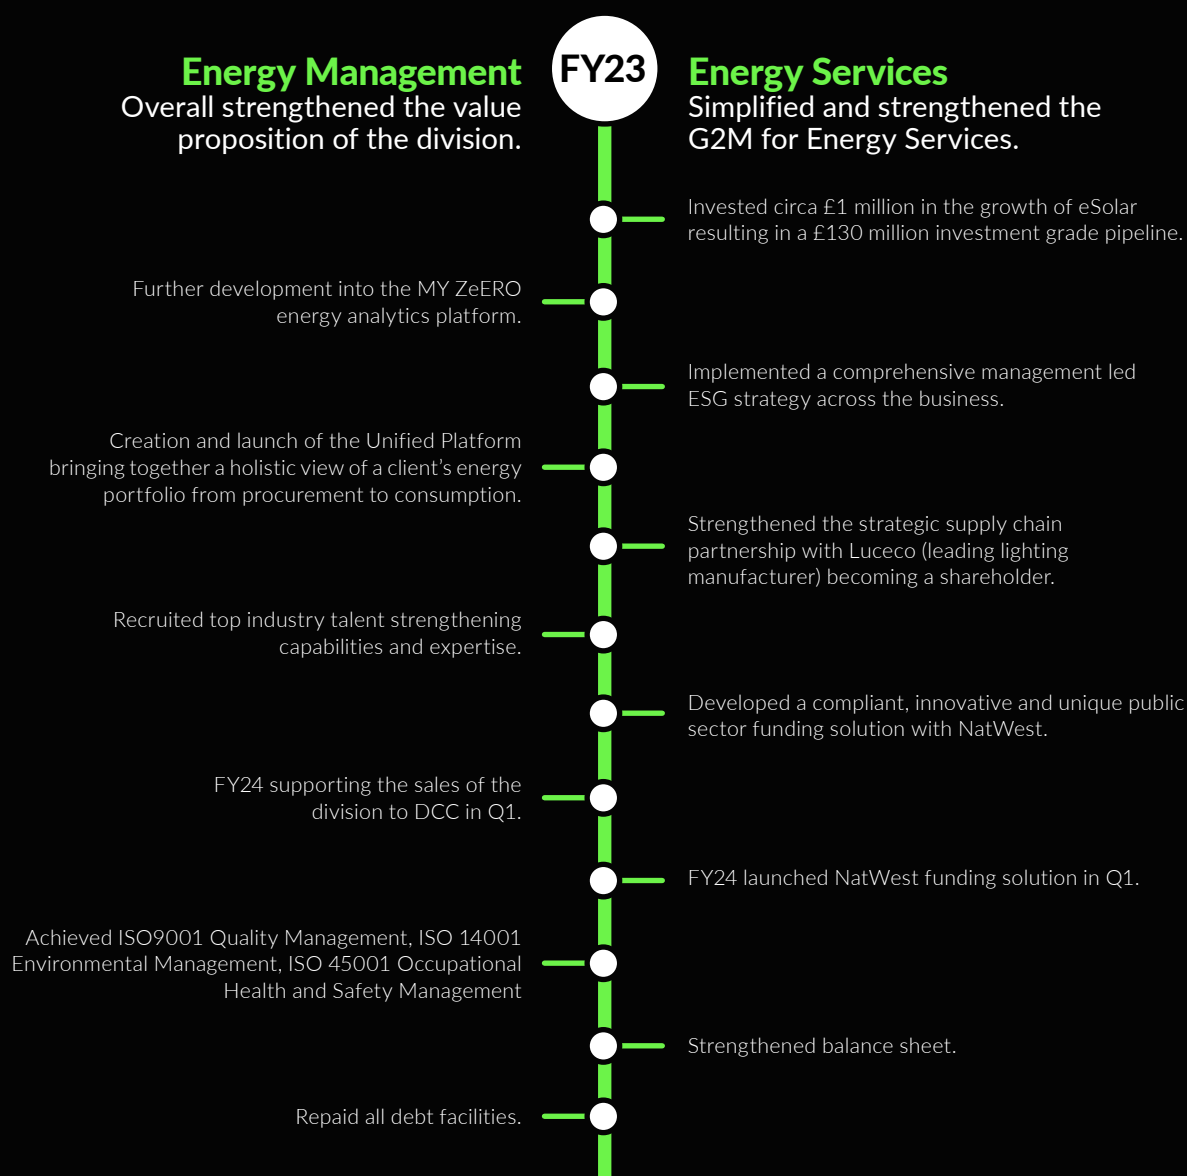 FY23
Energy Management
Overall strengthened the value
proposition of the division.
Energy Services
Simplified and strengthened the
G2M for Energy Services.
Invested circa £1 million in the growth of eSolar
resulting in a £130 million investment grade pipeline.
Further development into the MY ZeERO
energy analytics platform.
Implemented a comprehensive management led
ESG strategy across the business.
Creation and launch of the Unified Platform
bringing together a holistic view of a client’s energy
portfolio from procurement to consumption.
Strengthened the strategic supply chain
partnership with Luceco (leading lighting
manufacturer) becoming a shareholder.
Recruited top industry talent strengthening
capabilities and expertise.
Developed a compliant, innovative and unique public
sector funding solution with NatWest.
FY24 supporting the sales of the
division to DCC in Q1.
FY24 launched NatWest funding solution in Q1.
Achieved ISO9001 Quality Management, ISO 14001
Environmental Management, ISO 45001 Occupational
Health and Safety Management
Strengthened balance sheet.
Repaid all debt facilities.